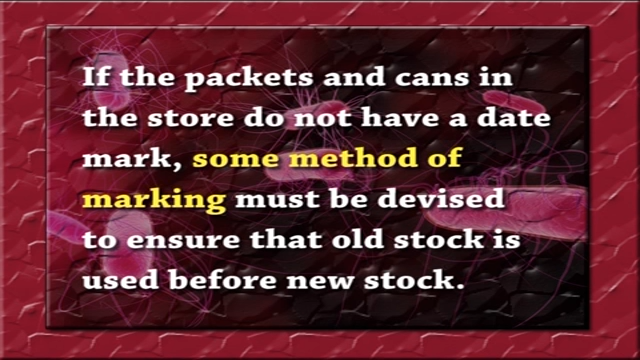 If the packets and cans in
the store do not have a date
mark, some method of
marking must be devised
to ensure that old stock is
used before new stock.